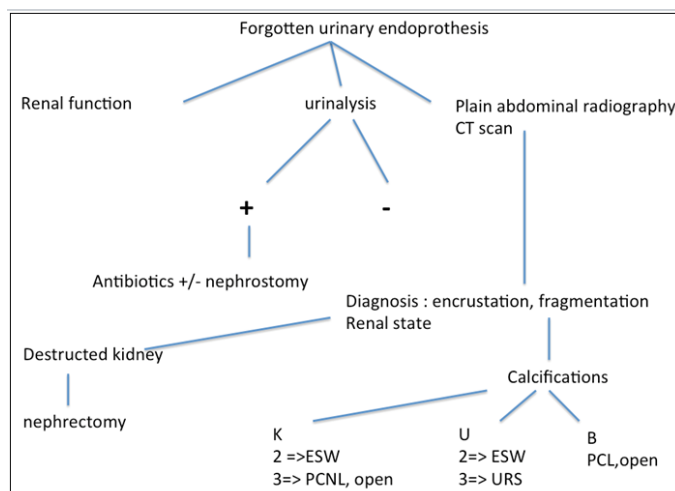 Forgotten urinary endoprothesis
Renal function
urinalysis
Plain abdominal radiography
CT scan
+
-
Antibiotics +/- nephrostomy
Diagnosis : encrustation, fragmentation
Renal state
Destructed kidney
nephrectomy
Calcifications
K
2 =>ESW
3=> PCNL, open
U
2=> ESW
3=> URS
B
PCL,open